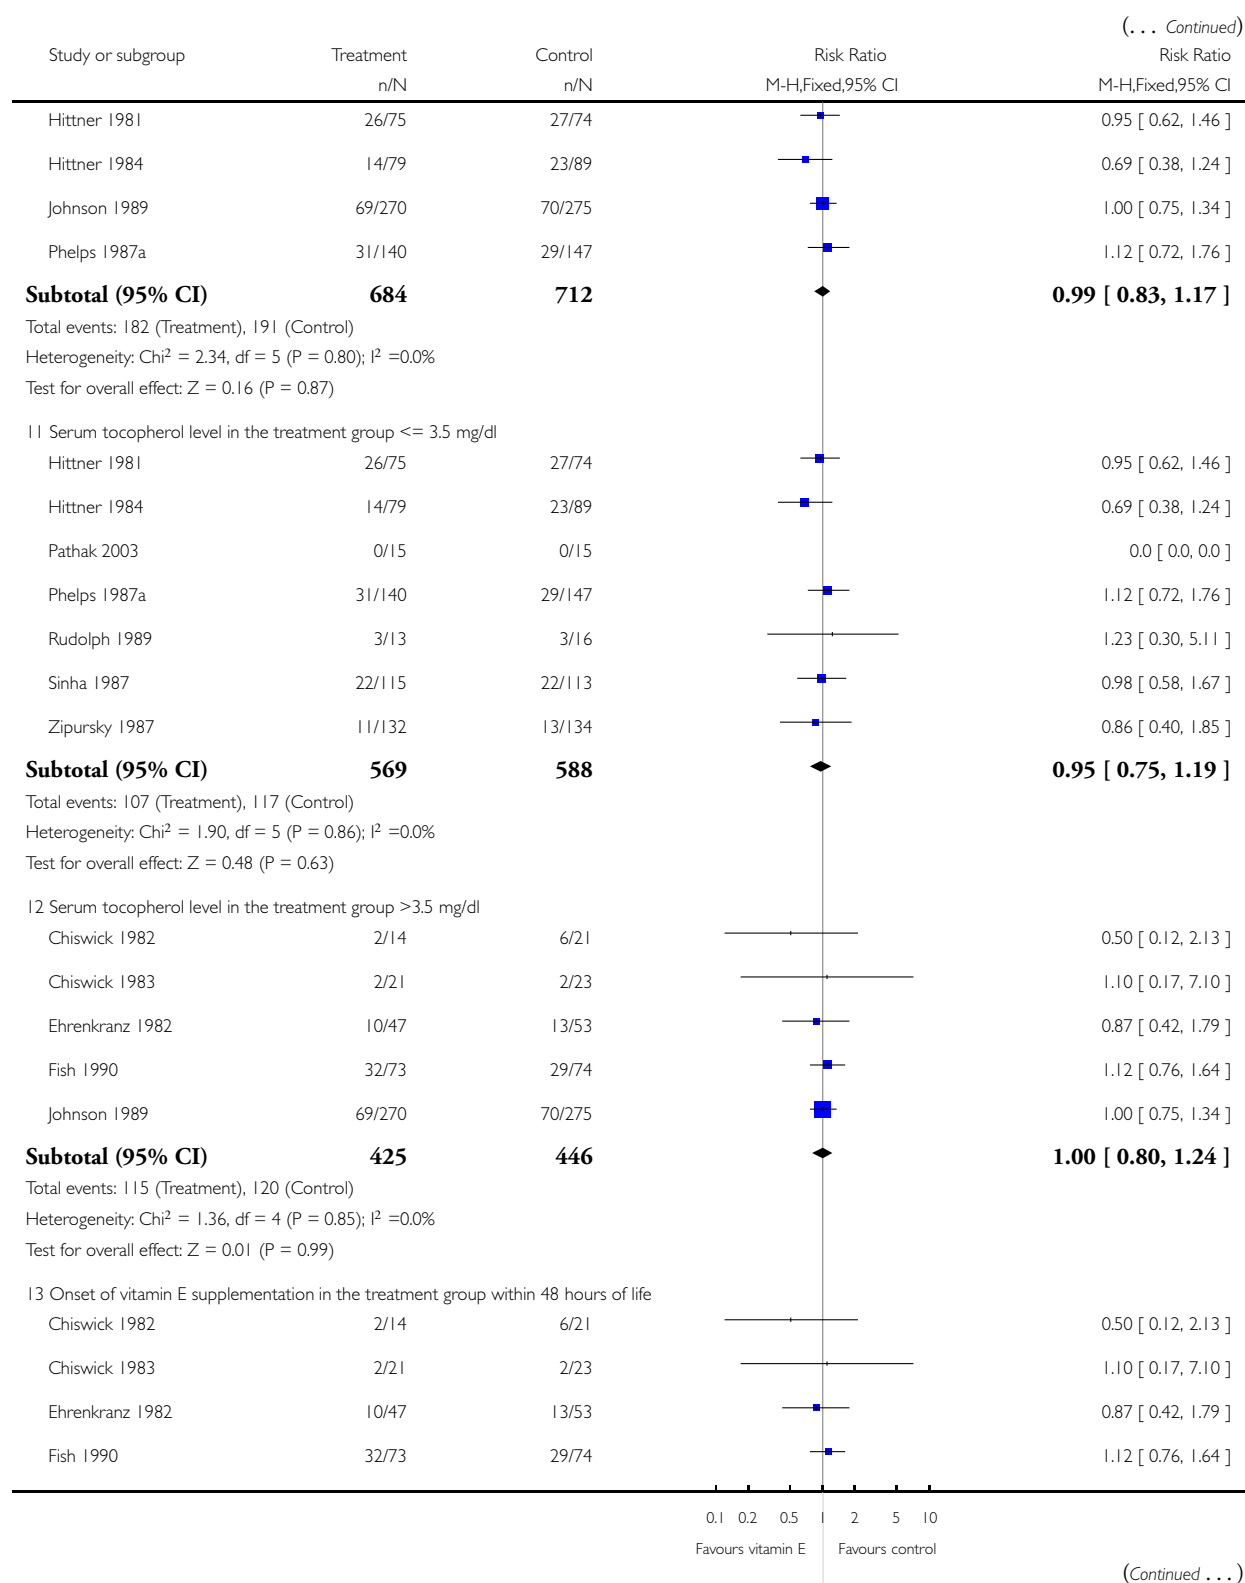 (... Continued)
Study or subgroup Treatment Control Risk Ratio Risk Ratio
n/N n/N M-H,Fixed,95% CI M-H,Fixed,95% CI
Hittner 1981 26/75 27/74 0.95 [ 0.62, 1.46 ]
Hittner 1984 14/79 23/89 0.69 [ 0.38, 1.24 ]
Johnson 1989 69/270 70/275 1.00 [ 0.75, 1.34 ]
Phelps 1987a 31/140 29/147 1.12 [ 0.72, 1.76 ]
Subtotal (95% CI) 684 712 0.99 [ 0.83, 1.17 ]
Total events: 182 (Treatment), 191 (Control)
Heterogeneity: Chi² = 2.34, df = 5 (P = 0.80); I² =0.0%
Test for overall effect: Z = 0.16 (P = 0.87)
11 Serum tocopherol level in the treatment group <= 3.5 mg/dl
Hittner 1981 26/75 27/74 0.95 [ 0.62, 1.46 ]
Hittner 1984 14/79 23/89 0.69 [ 0.38, 1.24 ]
Pathak 2003 0/15 0/15 0.0 [ 0.0, 0.0 ]
Phelps 1987a 31/140 29/147 1.12 [ 0.72, 1.76 ]
Rudolph 1989 3/13 3/16 1.23 [ 0.30, 5.11 ]
Sinha 1987 22/115 22/113 0.98 [ 0.58, 1.67 ]
Zipursky 1987 11/132 13/134 0.86 [ 0.40, 1.85 ]
Subtotal (95% CI) 569 588 0.95 [ 0.75, 1.19 ]
Total events: 107 (Treatment), 117 (Control)
Heterogeneity: Chi² = 1.90, df = 5 (P = 0.86); I² =0.0%
Test for overall effect: Z = 0.48 (P = 0.63)
12 Serum tocopherol level in the treatment group >3.5 mg/dl
Chiswick 1982 2/14 6/21 0.50 [ 0.12, 2.13 ]
Chiswick 1983 2/21 2/23 1.10 [ 0.17, 7.10 ]
Ehrenkranz 1982 10/47 13/53 0.87 [ 0.42, 1.79 ]
Fish 1990 32/73 29/74 1.12 [ 0.76, 1.64 ]
Johnson 1989 69/270 70/275 1.00 [ 0.75, 1.34 ]
Subtotal (95% CI) 425 446 1.00 [ 0.80, 1.24 ]
Total events: 115 (Treatment), 120 (Control)
Heterogeneity: Chi² = 1.36, df = 4 (P = 0.85); I² =0.0%
Test for overall effect: Z = 0.01 (P = 0.99)
13 Onset of vitamin E supplementation in the treatment group within 48 hours of life
Chiswick 1982 2/14 6/21 0.50 [ 0.12, 2.13 ]
Chiswick 1983 2/21 2/23 1.10 [ 0.17, 7.10 ]
Ehrenkranz 1982 10/47 13/53 0.87 [ 0.42, 1.79 ]
Fish 1990 32/73 29/74 1.12 [ 0.76, 1.64 ]
0.1 0.2 0.5 1 2 5 10
Favours vitamin E Favours control
(Continued ...)